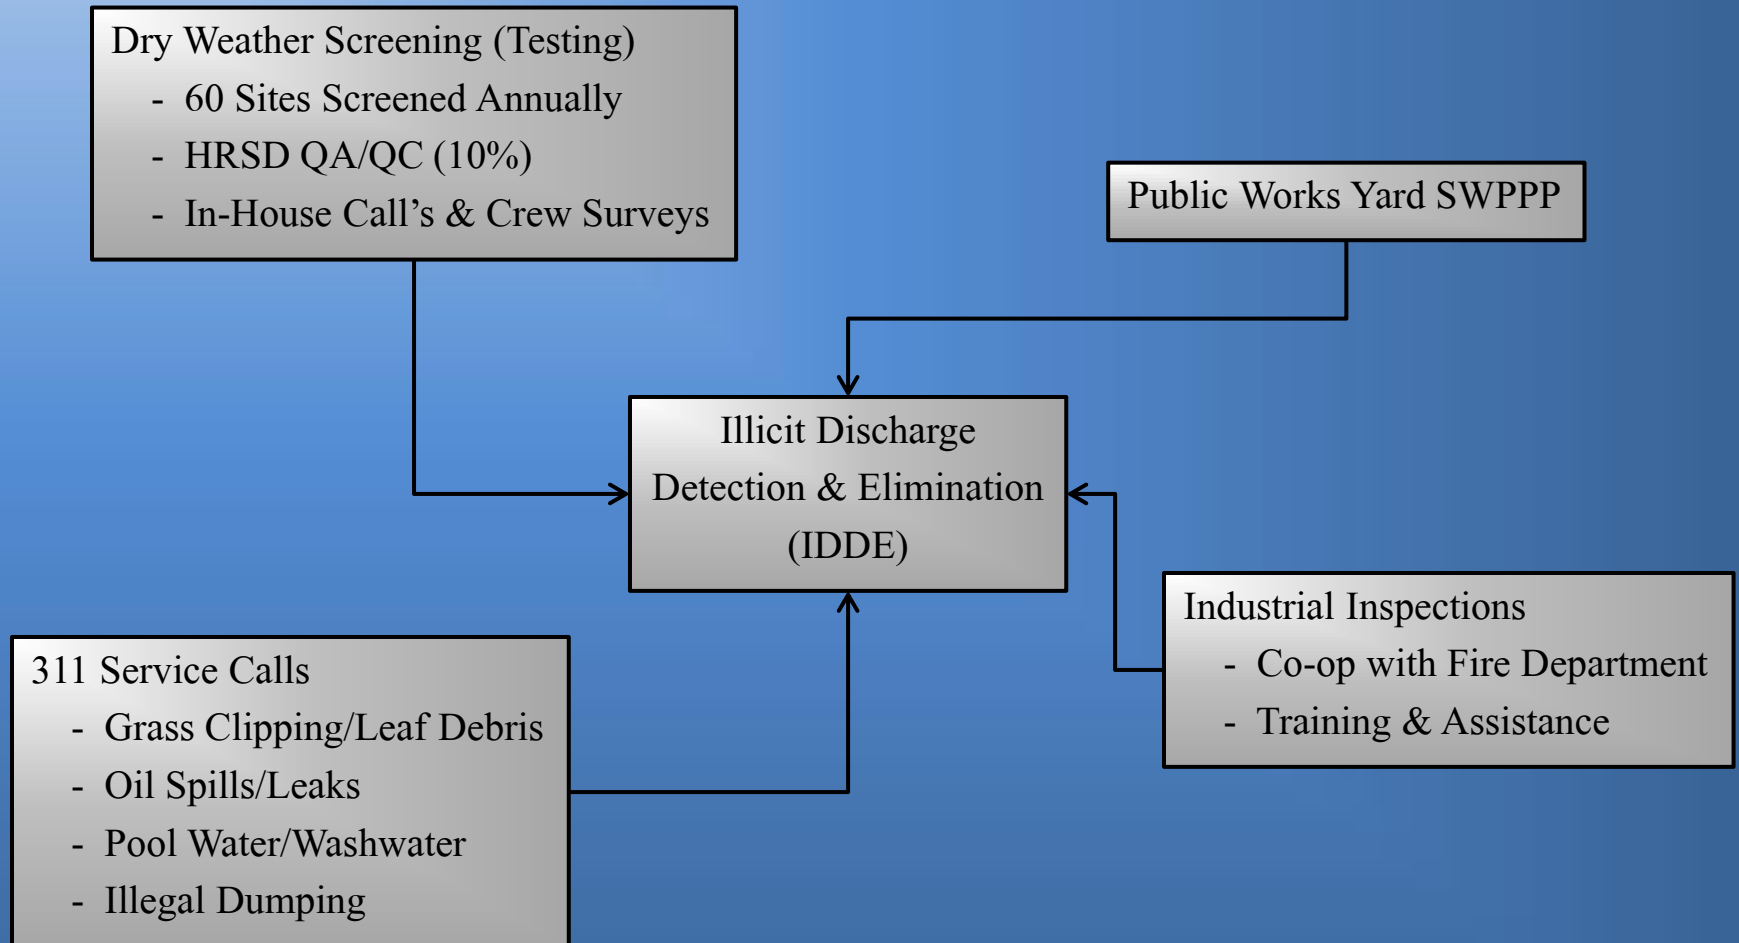 Dry Weather Screening (Testing)
- 60 Sites Screened Annually
- HRSD QA/QC (10%)
- In-House Call’s & Crew Surveys
Public Works Yard SWPPP
Illicit Discharge
Detection & Elimination
(IDDE)
Industrial Inspections
- Co-op with Fire Department
- Training & Assistance
311 Service Calls
- Grass Clipping/Leaf Debris
- Oil Spills/Leaks
- Pool Water/Washwater
- Illegal Dumping